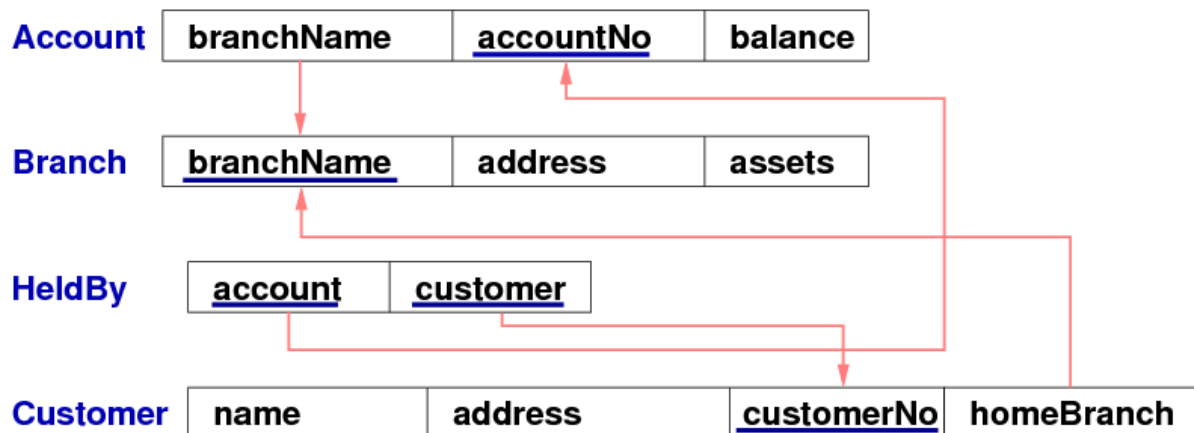 Account branchName accountNo balance
Branch branchName address assets
HeldBy account customer
Customer name address customerNo homeBranch